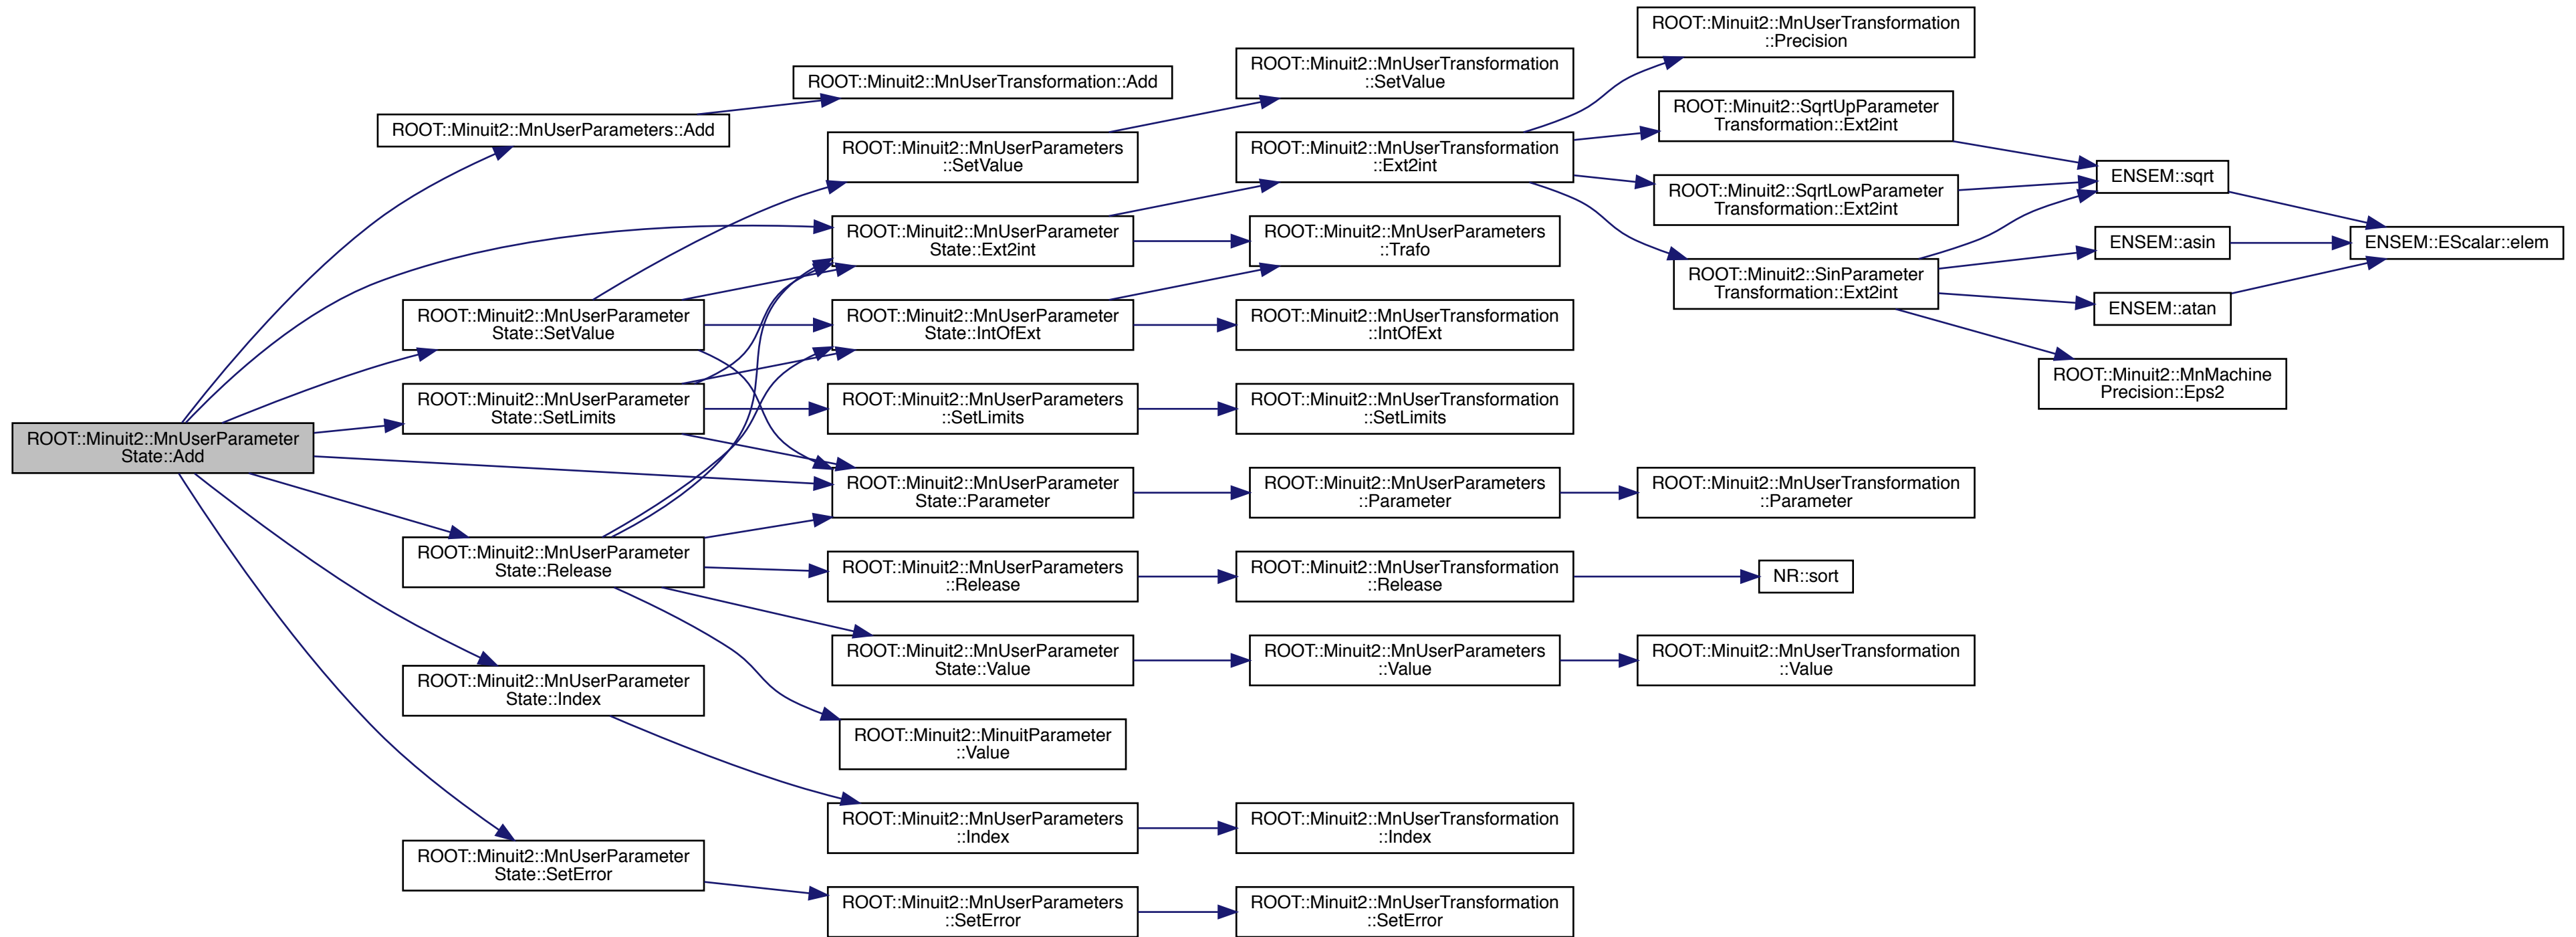 ROOT::Minuit2::MnUserParameter
State::Add
ROOT::Minuit2::MnUserParameters::Add
ROOT::Minuit2::MnUserParameter
State::SetValue
ROOT::Minuit2::MnUserParameter
State::SetLimits
ROOT::Minuit2::MnUserParameter
State::Release
ROOT::Minuit2::MnUserParameter
State::Index
ROOT::Minuit2::MnUserParameter
State::SetError
ROOT::Minuit2::MnUserTransformation::Add
ROOT::Minuit2::MnUserParameters
::SetValue
ROOT::Minuit2::MnUserParameter
State::Ext2int
ROOT::Minuit2::MnUserParameter
State::IntOfExt
ROOT::Minuit2::MnUserParameters
::SetLimits
ROOT::Minuit2::MnUserParameter
State::Parameter
ROOT::Minuit2::MnUserParameters
::Release
ROOT::Minuit2::MnUserParameter
State::Value
ROOT::Minuit2::MinuitParameter
::Value
ROOT::Minuit2::MnUserParameters
::Index
ROOT::Minuit2::MnUserParameters
::SetError
ROOT::Minuit2::MnUserTransformation
::SetValue
ROOT::Minuit2::MnUserTransformation
::Ext2int
ROOT::Minuit2::MnUserParameters
::Trafo
ROOT::Minuit2::MnUserTransformation
::IntOfExt
ROOT::Minuit2::MnUserTransformation
::SetLimits
ROOT::Minuit2::MnUserParameters
::Parameter
ROOT::Minuit2::MnUserTransformation
::Release
ROOT::Minuit2::MnUserParameters
::Value
ROOT::Minuit2::MnUserTransformation
::Index
ROOT::Minuit2::MnUserTransformation
::SetError
ROOT::Minuit2::MnUserTransformation
::Precision
ROOT::Minuit2::SqrtUpParameter
Transformation::Ext2int
ROOT::Minuit2::SqrtLowParameter
Transformation::Ext2int
ROOT::Minuit2::SinParameter
Transformation::Ext2int
ROOT::Minuit2::MnUserTransformation
::Parameter
NR::sort
ROOT::Minuit2::MnUserTransformation
::Value
ENSEM::sqrt
ENSEM::asin
ENSEM::atan
ROOT::Minuit2::MnMachine
Precision::Eps2
ENSEM::EScalar::elem